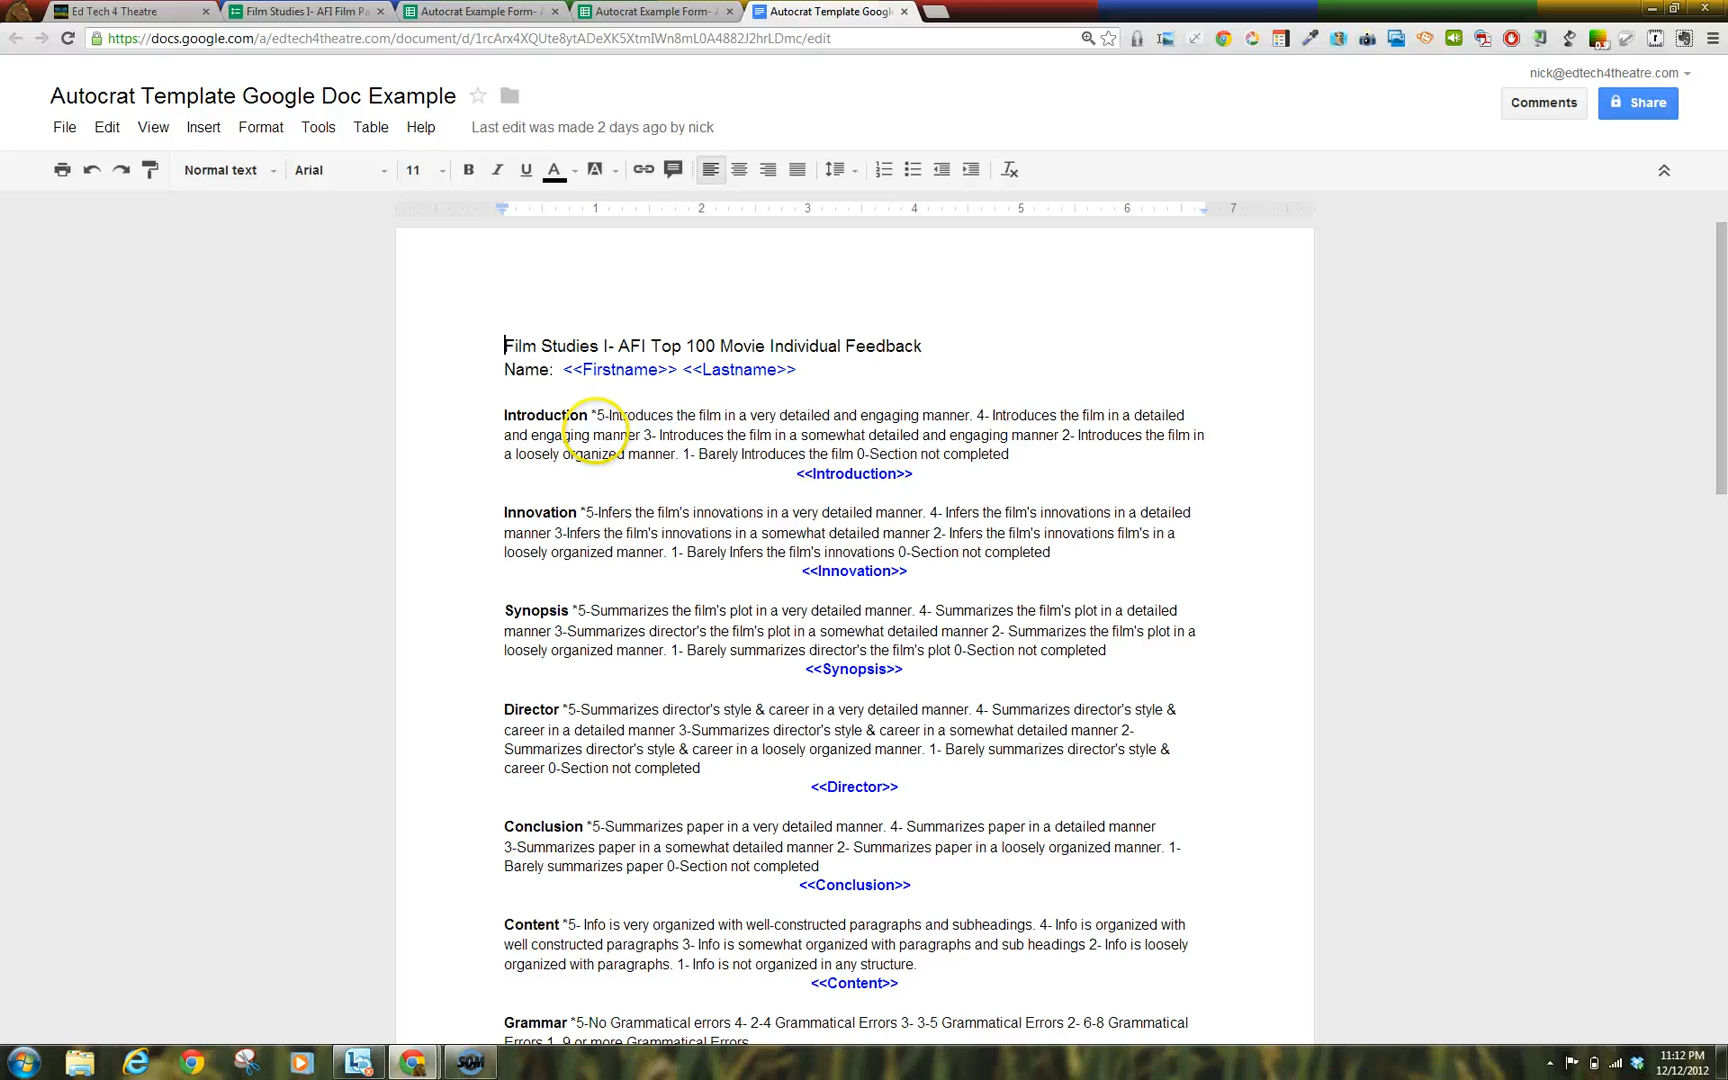 Ed Tech 4 Theatre
Film Studies I- AFI Film Pa
Autocrat Example Form- A
Autocrat Example Form- A
Autocrat Template Googl
https://docs.google.com/a/edtech4theatre.com/document/d/1rcArx4XQUte8ytADeXK5XtmIWn8mL0A4882J2hrLDmc/edit
nick@edtech4theatre.com
Autocrat Template Google Doc Example
Comments
Share
File Edit View Insert Format Tools Table Help Last edit was made 2 days ago by nick
Normal text Arial 11 B I U A A
1 2 3 4 5 6 7
Film Studies I- AFI Top 100 Movie Individual Feedback
Name: <<Firstname>> <<Lastname>>
Introduction *5-Introduces the film in a very detailed and engaging manner. 4- Introduces the film in a detailed
and engaging manner 3- Introduces the film in a somewhat detailed and engaging manner 2- Introduces the film in
a loosely organized manner. 1- Barely Introduces the film 0-Section not completed
<<Introduction>>
Innovation *5-Infers the film's innovations in a very detailed manner. 4- Infers the film's innovations in a detailed
manner 3-Infers the film's innovations in a somewhat detailed manner 2- Infers the film's innovations film's in a
loosely organized manner. 1- Barely Infers the film's innovations 0-Section not completed
<<Innovation>>
Synopsis *5-Summarizes the film's plot in a very detailed manner. 4- Summarizes the film's plot in a detailed
manner 3-Summarizes director's the film's plot in a somewhat detailed manner 2- Summarizes the film's plot in a
loosely organized manner. 1- Barely summarizes director's the film's plot 0-Section not completed
<<Synopsis>>
Director *5-Summarizes director's style & career in a very detailed manner. 4- Summarizes director's style &
career in a detailed manner 3-Summarizes director's style & career in a somewhat detailed manner 2-
Summarizes director's style & career in a loosely organized manner. 1- Barely summarizes director's style &
career 0-Section not completed
<<Director>>
Conclusion *5-Summarizes paper in a very detailed manner. 4- Summarizes paper in a detailed manner
3-Summarizes paper in a somewhat detailed manner 2- Summarizes paper in a loosely organized manner. 1-
Barely summarizes paper 0-Section not completed
<<Conclusion>>
Content *5- Info is very organized with well-constructed paragraphs and subheadings. 4- Info is organized with
well constructed paragraphs 3- Info is somewhat organized with paragraphs and sub headings 2- Info is loosely
organized with paragraphs. 1- Info is not organized in any structure.
<<Content>>
Grammar *5-No Grammatical errors 4- 2-4 Grammatical Errors 3- 3-5 Grammatical Errors 2- 6-8 Grammatical
Errors 1- 9 or more Grammatical Errors
11:12 PM
12/12/2012